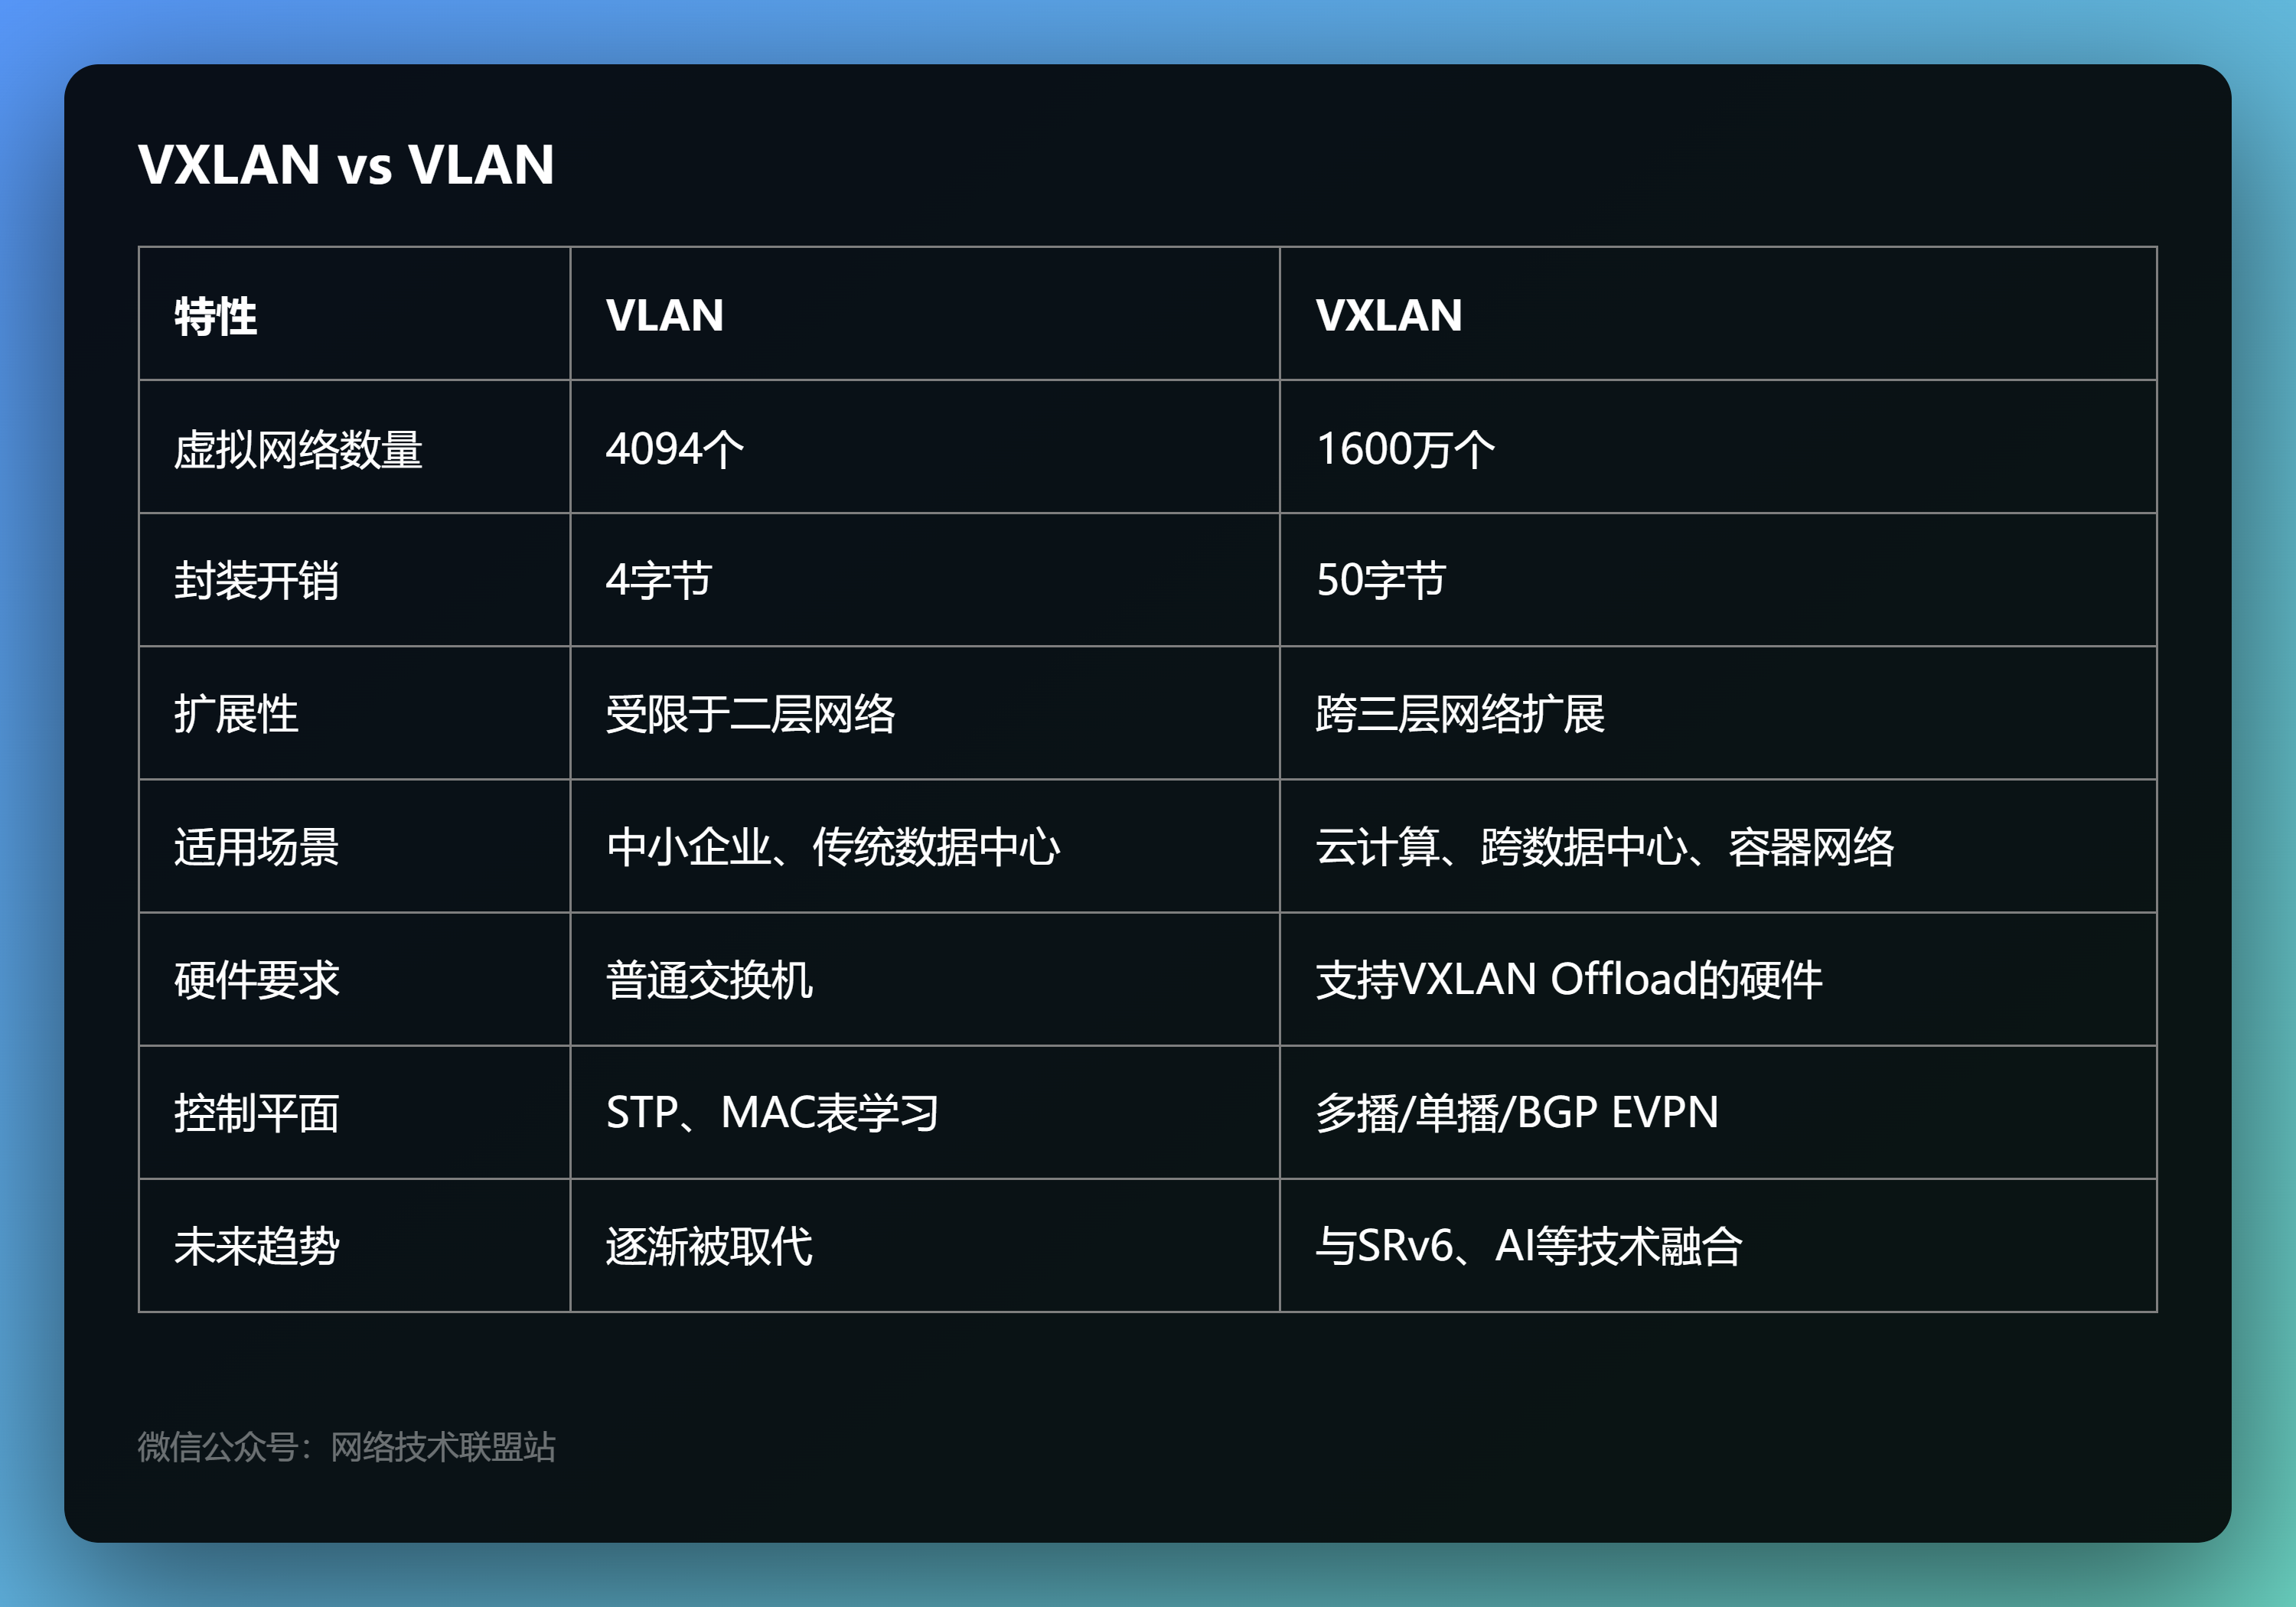 VXLAN vs VLAN
特性 VLAN VXLAN
虚拟网络数量 4094个 1600万个
封装开销 4字节 50字节
扩展性 受限于二层网络 跨三层网络扩展
适用场景 中小企业、传统数据中心 云计算、跨数据中心、容器网络
硬件要求 普通交换机 支持VXLAN Offload的硬件
控制平面 STP、MAC表学习 多播/单播/BGP EVPN
未来趋势 逐渐被取代 与SRv6、AI等技术融合
微信公众号：网络技术联盟站